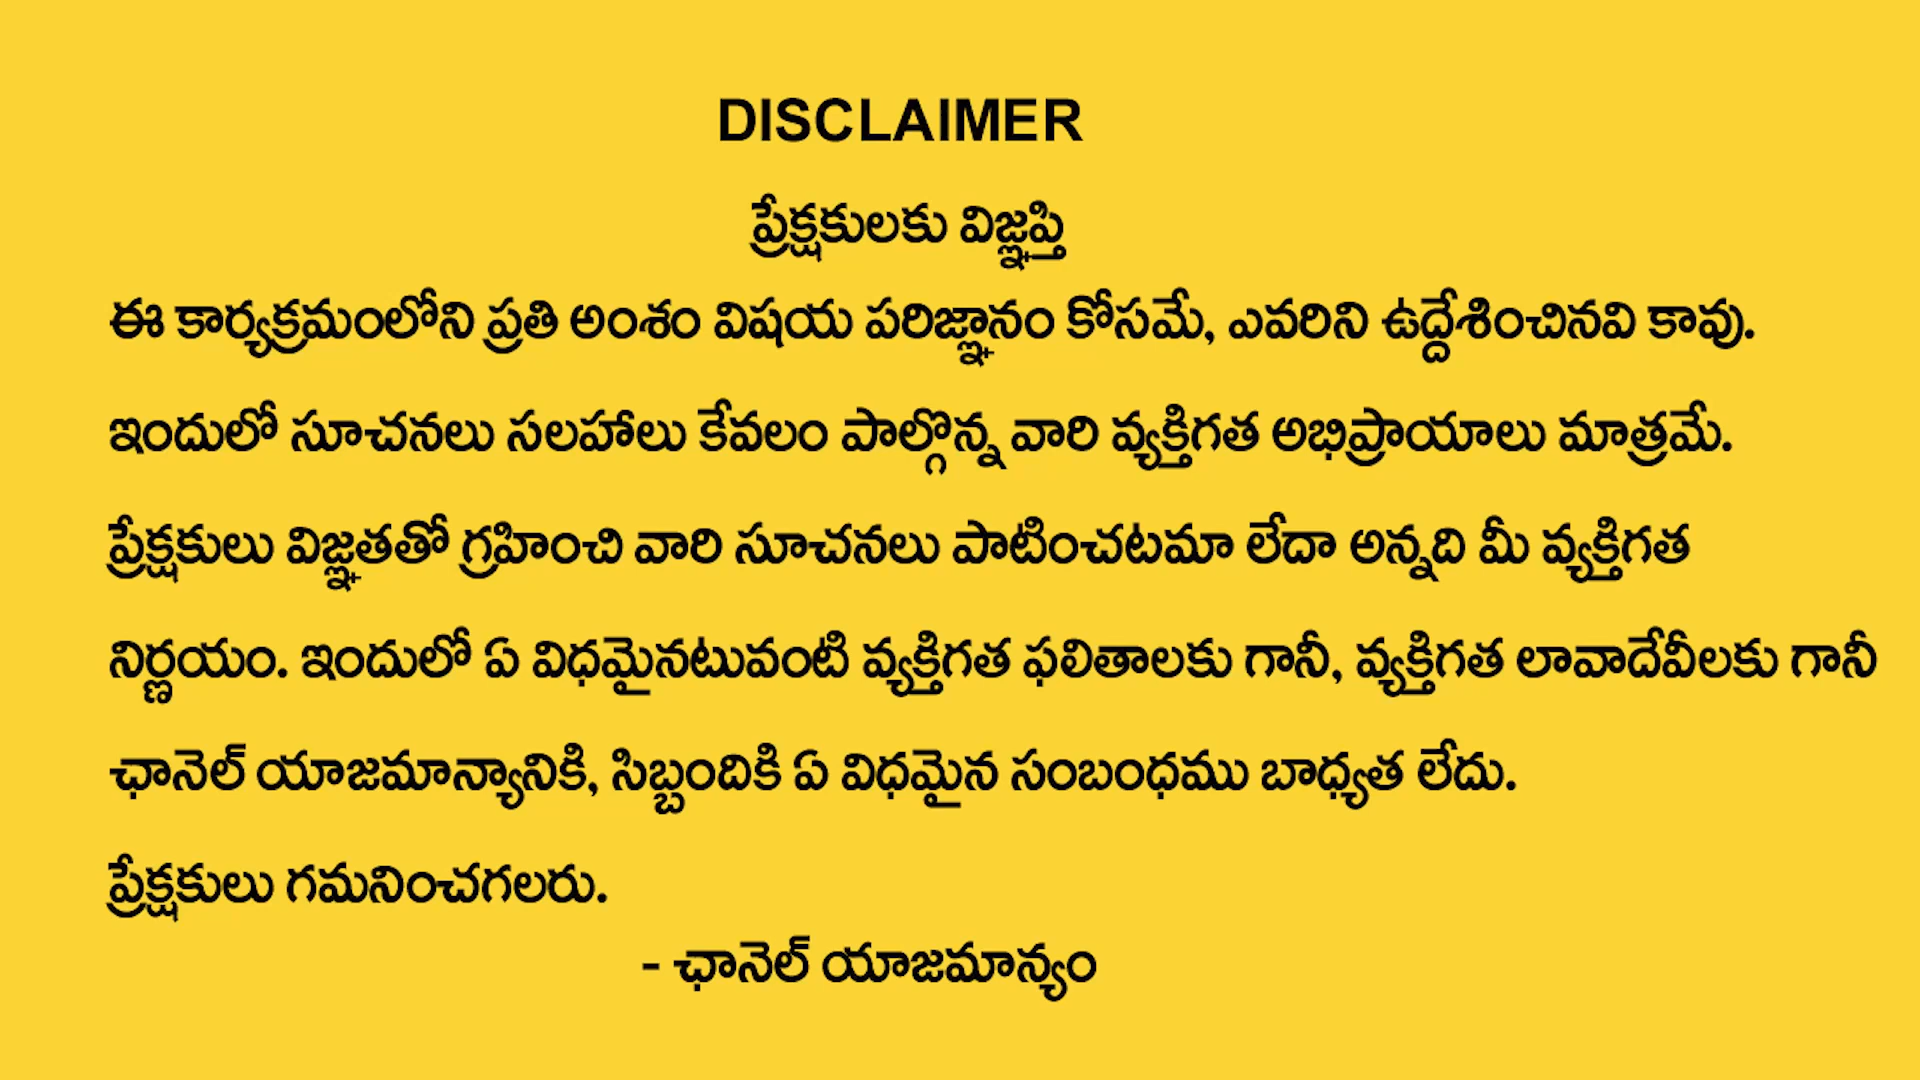 DISCLAIMER
ప్రేక్షకులకు విజ్ఞప్తి
ఈ కార్యక్రమంలోని ప్రతి అంశం విషయ పరిజ్ఞానం కోసమే, ఎవరిని ఉద్దేశించినవి కావు.
ఇందులో సూచనలు సలహాలు కేవలం పాల్గొన్న వారి వ్యక్తిగత అభిప్రాయాలు మాత్రమే.
ప్రేక్షకులు విజ్ఞతతో గ్రహించి వారి సూచనలు పాటించటమా లేదా అన్నది మీ వ్యక్తిగత
నిర్ణయం. ఇందులో ఏ విధమైనటువంటి వ్యక్తిగత ఫలితాలకు గానీ, వ్యక్తిగత లావాదేవీలకు గానీ
ఛానెల్ యాజమాన్యానికి, సిబ్బందికి ఏ విధమైన సంబంధము బాధ్యత లేదు.
ప్రేక్షకులు గమనించగలరు.
- ఛానెల్ యాజమాన్యం